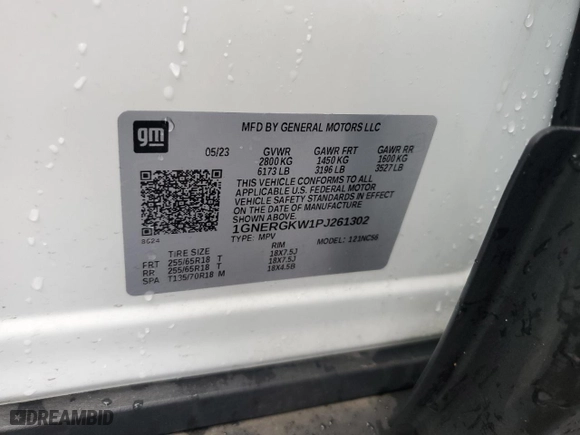 gm
MFD BY GENERAL MOTORS LLC
05/23 GVWR GAWR FRT GAWR RR
2800 KG 1450 KG 1600 KG
6173 LB 3196 LB 3527 LB
THIS VEHICLE CONFORMS TO ALL
APPLICABLE U.S. FEDERAL MOTOR
VEHICLE SAFETY STANDARDS IN EFFECT
ON THE DATE OF MANUFACTURE
SHOWN ABOVE.
1GNERGKW1PJ261302
TYPE: MPV MODEL: 1Z1NC56
8G24
TIRE SIZE RIM
FRT 255/65R18 T 18X7.5J
RR 255/65R18 T 18X7.5J
SPA T135/70R18 M 18X4.5B
DREAMBID